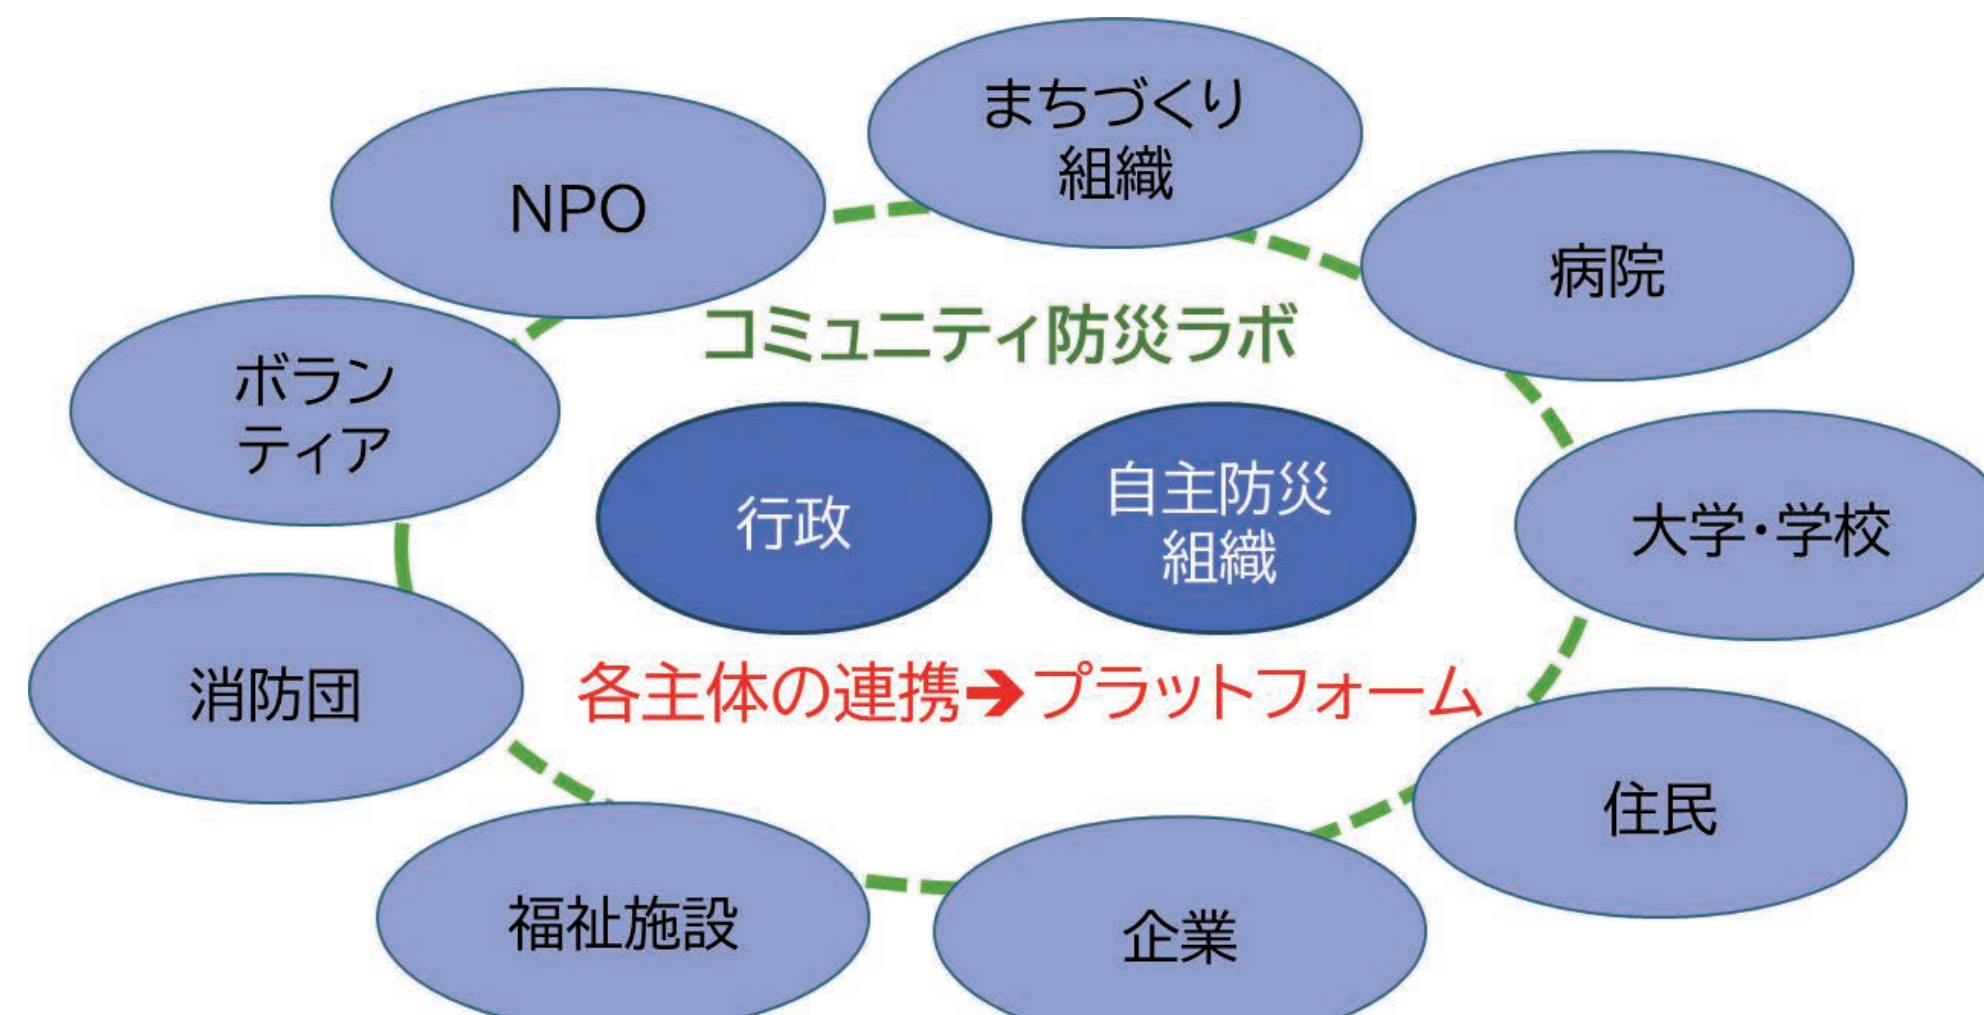 まちづくり
組織
NPO
病院
コミュニティ防災ラボ
ボラン
ティア
行政
自主防災
組織
大学・学校
消防団
各主体の連携➔プラットフォーム
住民
福祉施設
企業